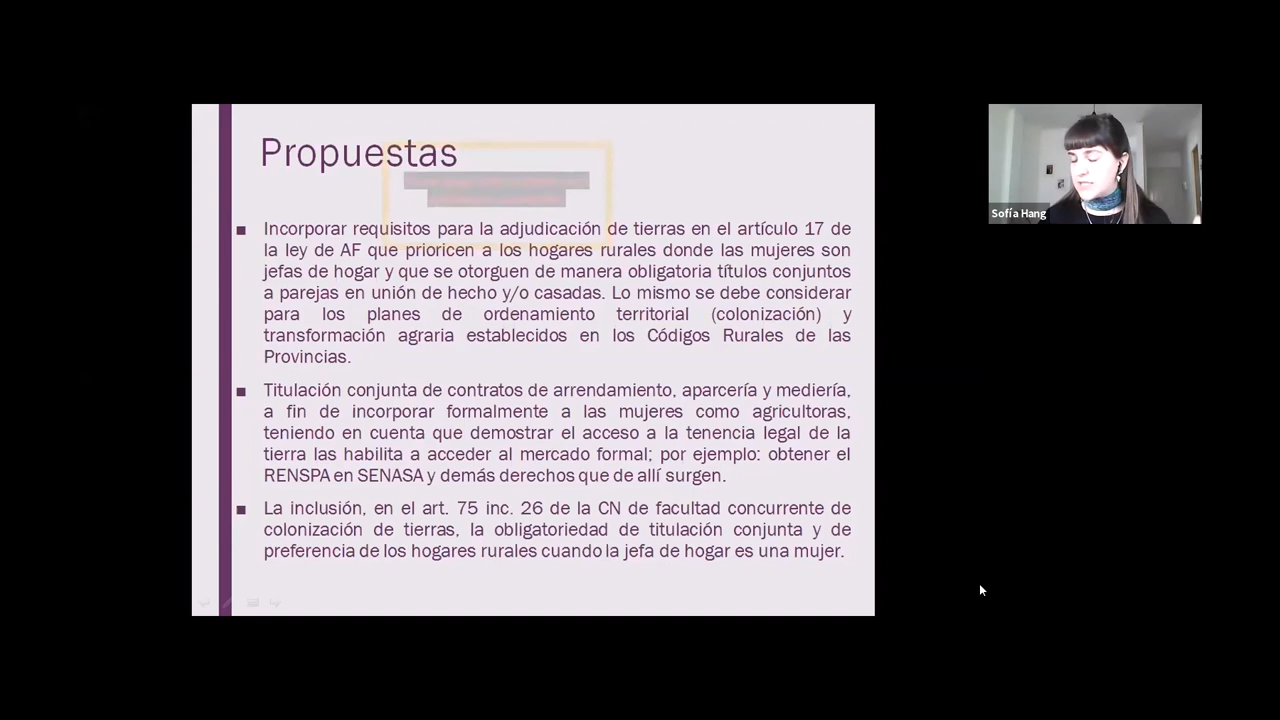 Propuestas
Incorporar requisitos para la adjudicación de tierras en el artículo 17 de
la ley de AF que prioricen a los hogares rurales donde las mujeres son
jefas de hogar y que se otorguen de manera obligatoria títulos conjuntos
a parejas en unión de hecho y/o casadas. Lo mismo se debe considerar
para los planes de ordenamiento territorial (colonización) y
transformación agraria establecidos en los Códigos Rurales de las
Provincias.
Titulación conjunta de contratos de arrendamiento, aparcería y mediería,
a fin de incorporar formalmente a las mujeres como agricultoras,
teniendo en cuenta que demostrar el acceso a la tenencia legal de la
tierra las habilita a acceder al mercado formal; por ejemplo: obtener el
RENSPA en SENASA y demás derechos que de allí surgen.
La inclusión, en el art. 75 inc. 26 de la CN de facultad concurrente de
colonización de tierras, la obligatoriedad de titulación conjunta y de
preferencia de los hogares rurales cuando la jefa de hogar es una mujer.
Sofía Hang